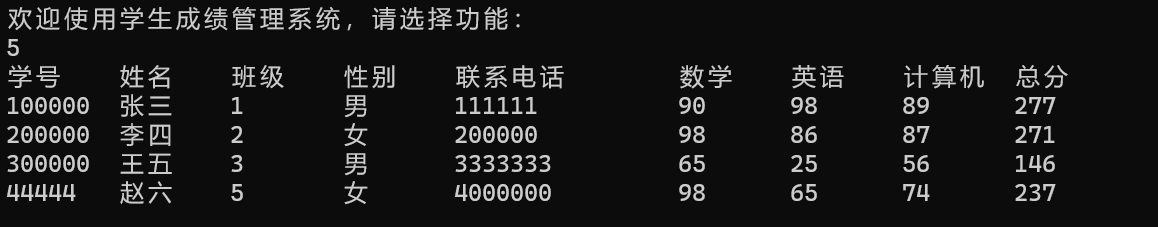 欢迎使用学生成绩管理系统，请选择功能：
5
学号 姓名 班级 性别 联系电话 数学 英语 计算机 总分
100000 张三 1 男 111111 90 98 89 277
200000 李四 2 女 200000 98 86 87 271
300000 王五 3 男 3333333 65 25 56 146
44444 赵六 5 女 4000000 98 65 74 237